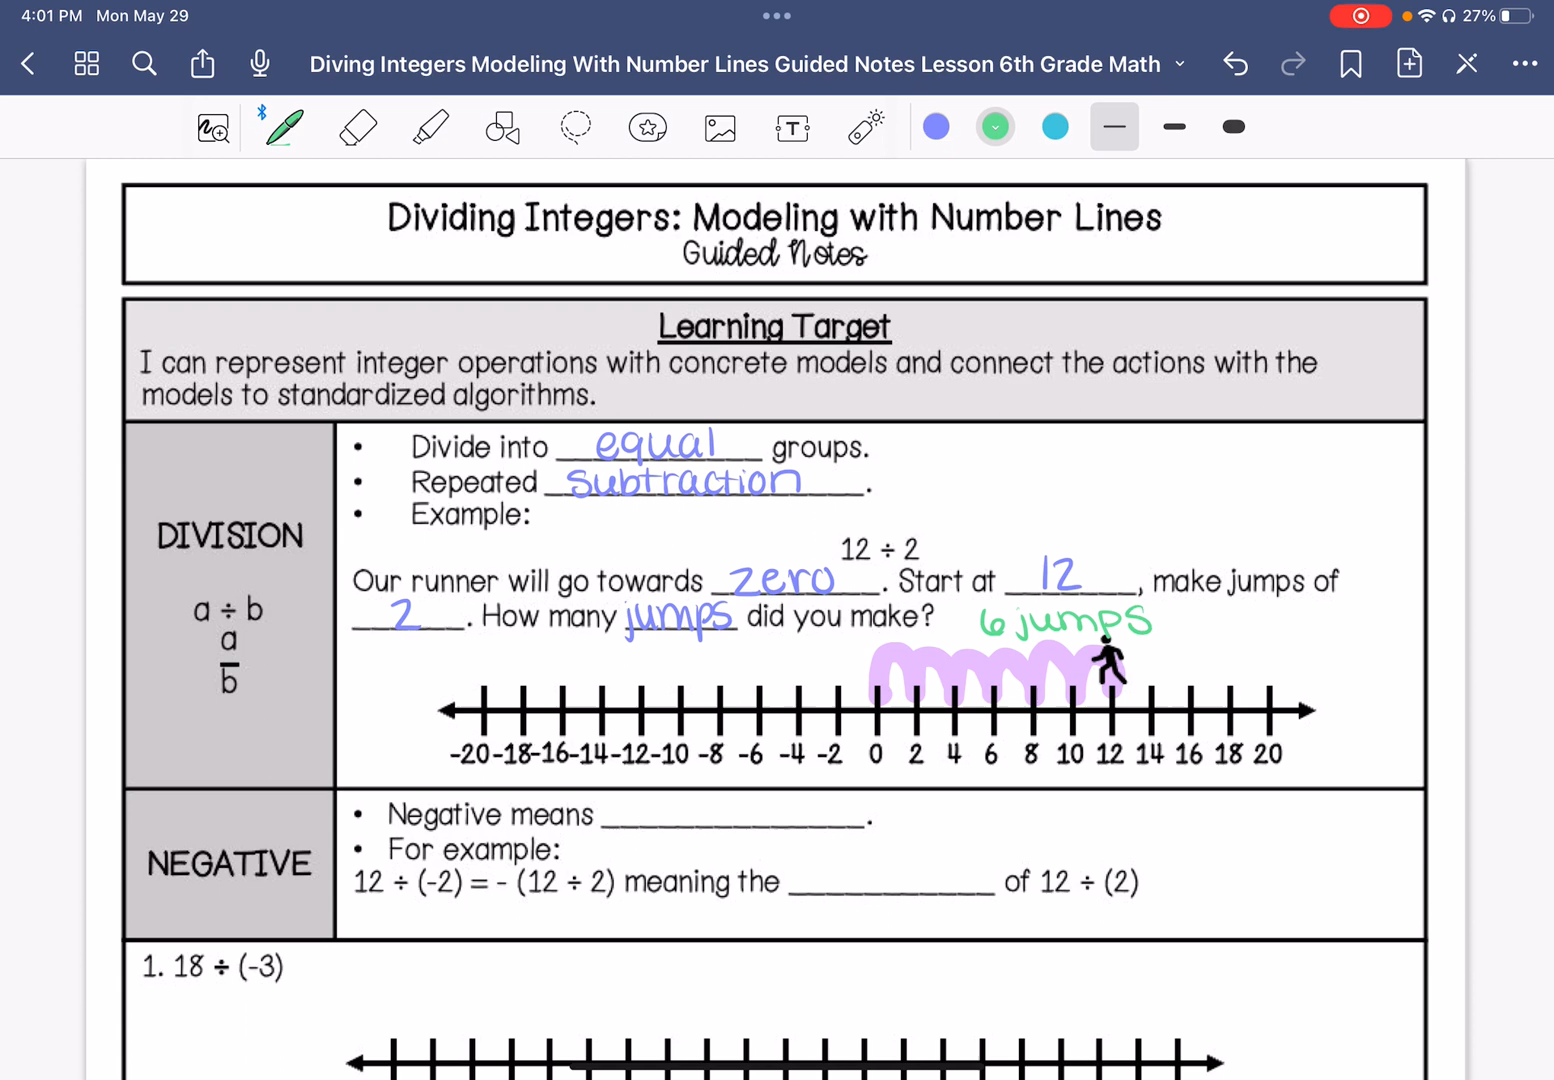 4:01 PM Mon May 29
27%
Diving Integers Modeling With Number Lines Guided Notes Lesson 6th Grade Math
T
Dividing Integers: Modeling with Number Lines
Guided Notes
Learning Target
I can represent integer operations with concrete models and connect the actions with the
models to standardized algorithms.
DIVISION
a ÷ b
a
b
• Divide into equal groups.
• Repeated subtraction.
• Example:
12 ÷ 2
Our runner will go towards zero. Start at 12, make jumps of
2. How many jumps did you make? 6 jumps
-20 -18 -16 -14 -12 -10 -8 -6 -4 -2 0 2 4 6 8 10 12 14 16 18 20
NEGATIVE
• Negative means _______________.
• For example:
12 ÷ (-2) = - (12 ÷ 2) meaning the ____________ of 12 ÷ (2)
1. 18 ÷ (-3)